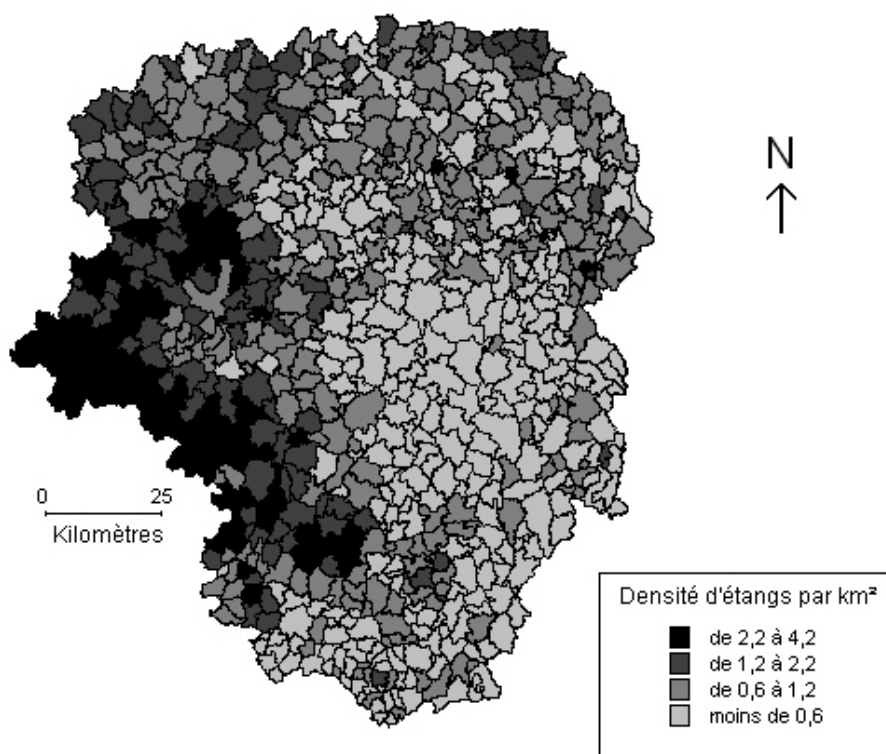 N
0 25
Kilomètres
Densité d'étangs par km²
de 2,2 à 4,2
de 1,2 à 2,2
de 0,6 à 1,2
moins de 0,6